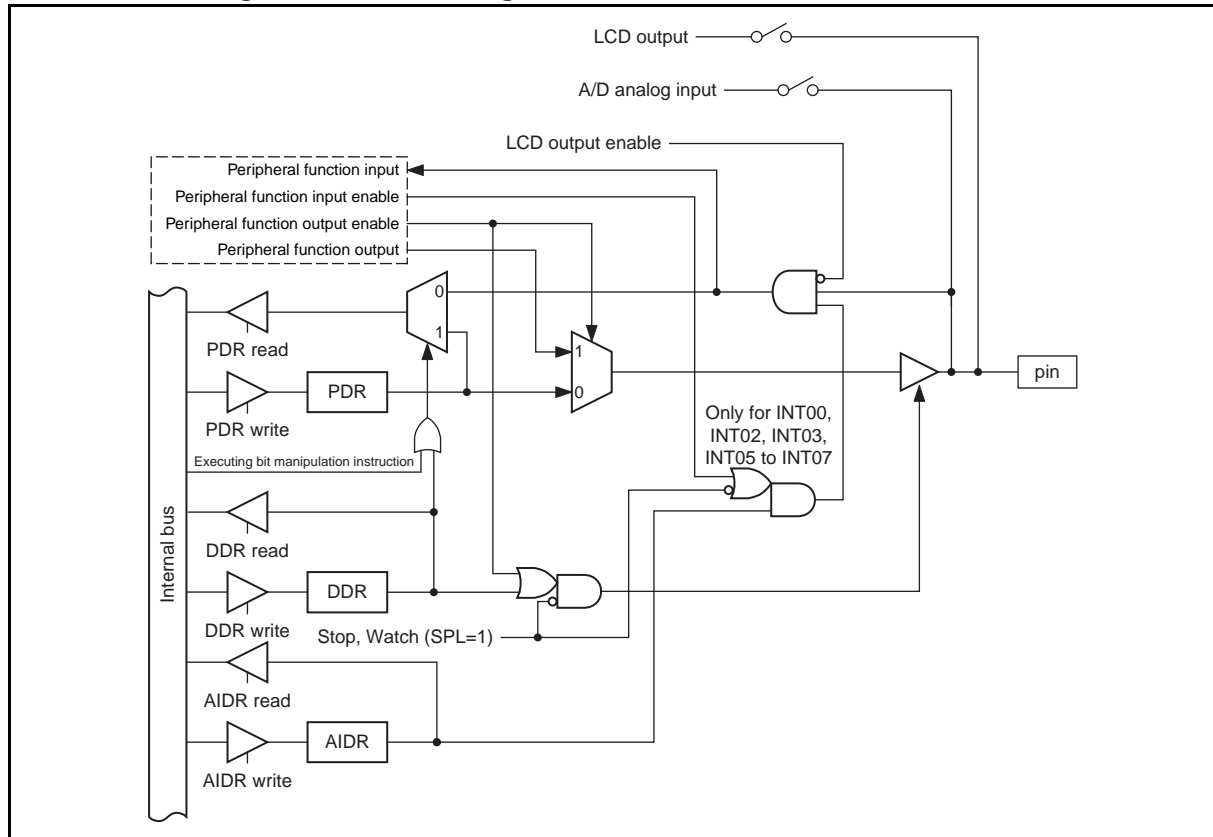 LCD output
A/D analog input
LCD output enable
Peripheral function input
Peripheral function input enable
Peripheral function output enable
Peripheral function output
0
1
PDR read
1
0
PDR
PDR write
pin
Only for INT00,
INT02, INT03,
INT05 to INT07
Executing bit manipulation instruction
Internal bus
DDR read
DDR
DDR write
Stop, Watch (SPL=1)
AIDR read
AIDR
AIDR write